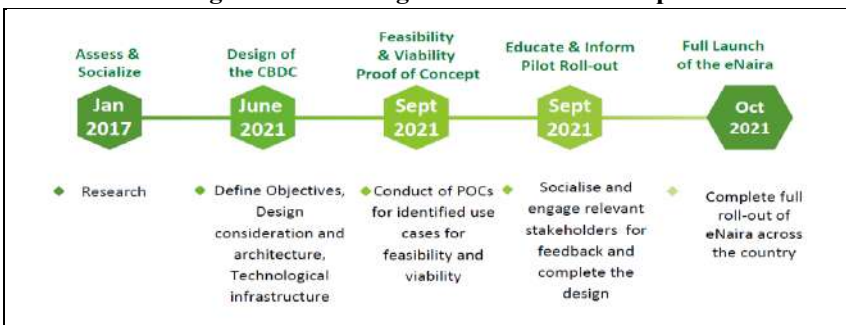 Assess &
Socialize
Jan
2017
Research
Design of
the CBDC
June
2021
Define Objectives,
Design
consideration and
architecture,
Technological
infrastructure
Feasibility
& Viability
Proof of Concept
Sept
2021
Conduct of POCs
for identified use
cases for
feasibility and
viability
Educate & Inform
Pilot Roll-out
Sept
2021
Socialise and
engage relevant
stakeholders for
feedback and
complete the
design
Full Launch
of the eNaira
Oct
2021
Complete full
roll-out of
eNaira across
the country